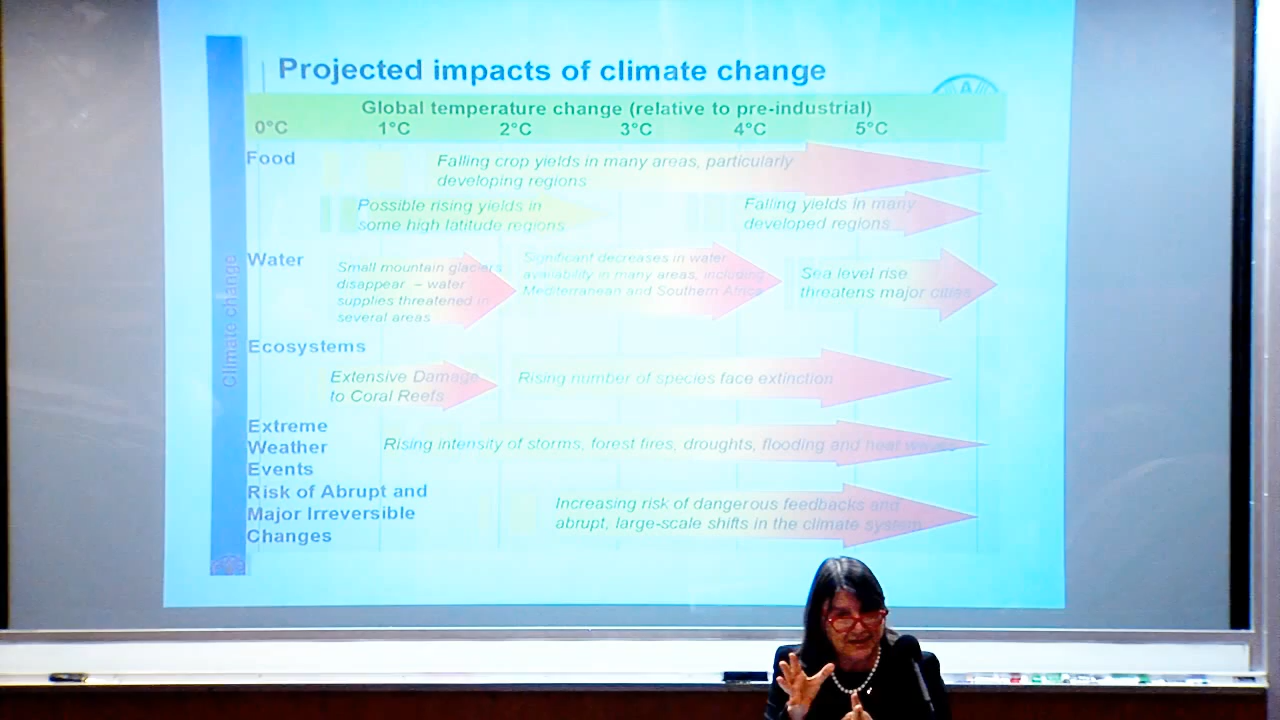 Projected impacts of climate change
Global temperature change (relative to pre-industrial)
0°C 1°C 2°C 3°C 4°C 5°C
Food
Falling crop yields in many areas, particularly
developing regions
Possible rising yields in
some high latitude regions
Falling yields in many
developed regions
Water
Small mountain glaciers
disappear – water
supplies threatened in
several areas
Significant decreases in water
availability in many areas, including
Mediterranean and Southern Africa
Sea level rise
threatens major cities
Ecosystems
Extensive Damage
to Coral Reefs
Rising number of species face extinction
Extreme
Weather
Events
Rising intensity of storms, forest fires, droughts, flooding and heat waves
Risk of Abrupt and
Major Irreversible
Changes
Increasing risk of dangerous feedbacks and
abrupt, large-scale shifts in the climate system
Climate change